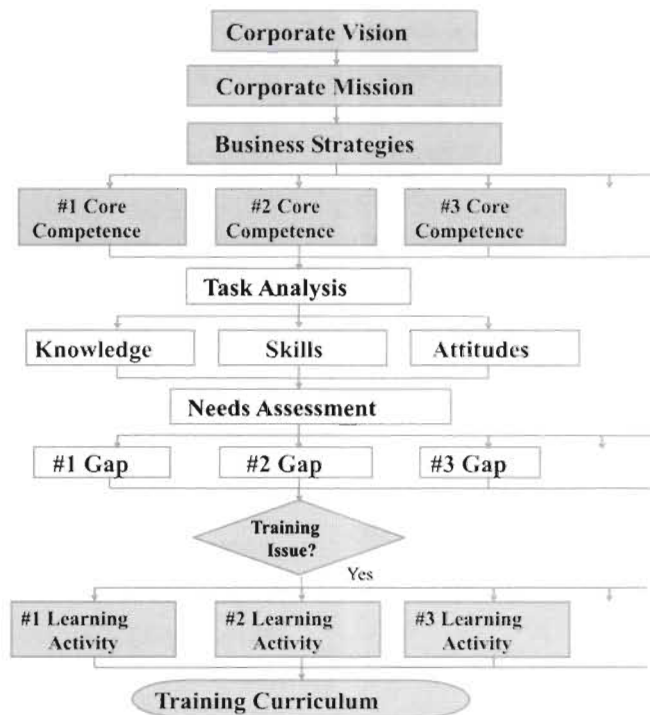 Corporate Vision
Corporate Mission
Business Strategies
#1 Core
Competence
#2 Core
Competence
#3 Core
Competence
Task Analysis
Knowledge
Skills
Attitudes
Needs Assessment
#1 Gap
#2 Gap
#3 Gap
Training
Issue?
Yes
#1 Learning
Activity
#2 Learning
Activity
#3 Learning
Activity
Training Curriculum